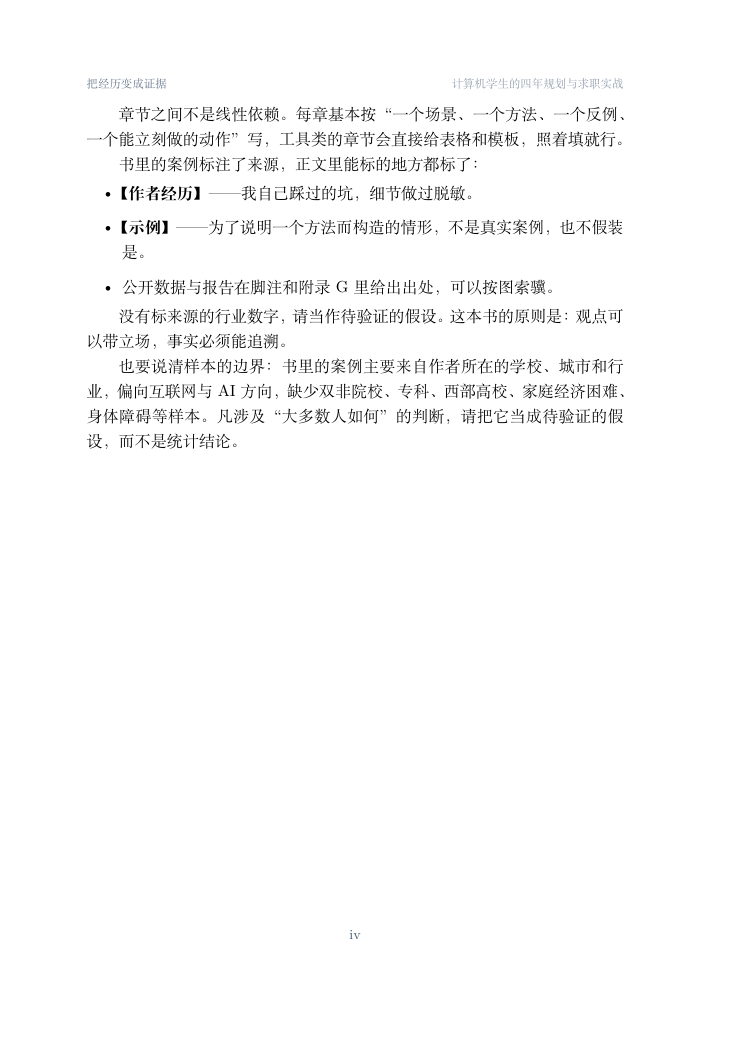 把经历变成证据
计算机学生的四年规划与求职实战
章节之间不是线性依赖。每章基本按“一个场景、一个方法、一个反例、
一个能立刻做的动作”写，工具类的章节会直接给表格和模板，照着填就行。
书里的案例标注了来源，正文里能标的地方都标了：
•【作者经历】——我自己踩过的坑，细节做过脱敏。
•【示例】——为了说明一个方法而构造的情形，不是真实案例，也不假装
是。
• 公开数据与报告在脚注和附录 G 里给出出处，可以按图索骥。
没有标来源的行业数字，请当作待验证的假设。这本书的原则是：观点可
以带立场，事实必须能追溯。
也要说清样本的边界：书里的案例主要来自作者所在的学校、城市和行
业，偏向互联网与 AI 方向，缺少双非院校、专科、西部高校、家庭经济困难、
身体障碍等样本。凡涉及“大多数人如何”的判断，请把它当成待验证的假
设，而不是统计结论。
iv